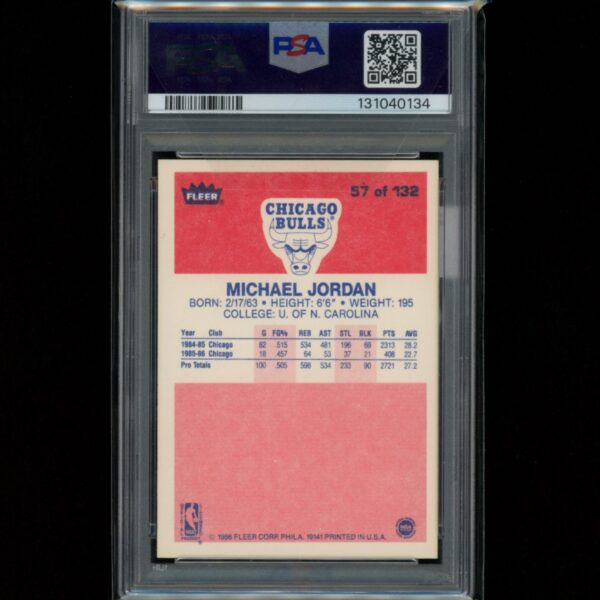 PSA
131040134
FLEER
57 of 132
CHICAGO
BULLS
MICHAEL JORDAN
BORN: 2/17/63 • HEIGHT: 6'6" • WEIGHT: 195
COLLEGE: U. OF N. CAROLINA
Year Club G FG% REB AST STL BLK PTS AVG
1984-85 Chicago 82 .515 534 481 196 69 2313 28.2
1985-86 Chicago 18 .457 64 53 37 21 408 22.7
Pro Totals 100 .505 598 534 233 90 2721 27.2
© 1986 FLEER CORP. PHILA. 19141 PRINTED IN U.S.A.